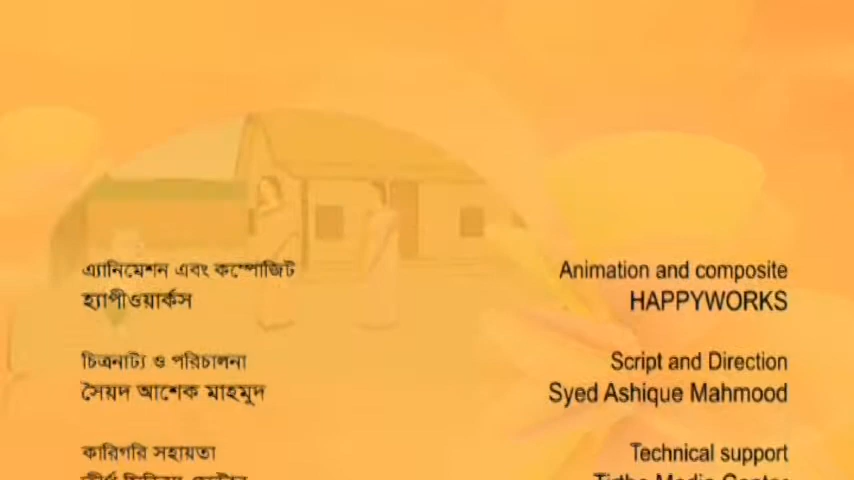 এ্যানিমেশন এবং কম্পোজিট
Animation and composite
হ্যাপীওয়ার্কস
HAPPYWORKS
চিত্রনাট্য ও পরিচালনা
Script and Direction
সৈয়দ আশেক মাহমুদ
Syed Ashique Mahmood
কারিগরি সহায়তা
Technical support